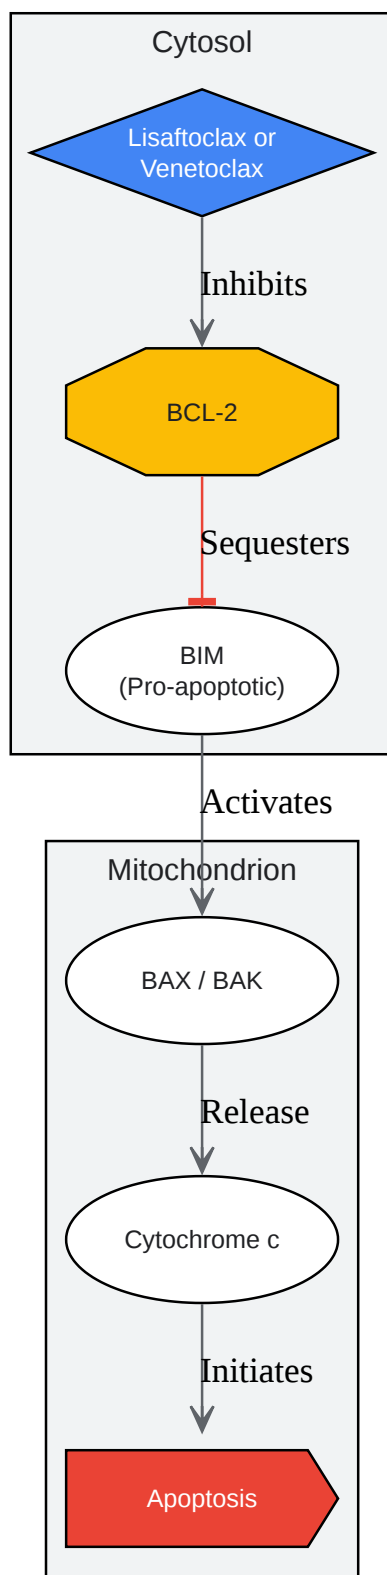 Cytosol
Lisaftoclax or
Venetoclax
Inhibits
BCL-2
Sequesters
BIM
(Pro-apoptotic)
Activates
Mitochondrion
BAX / BAK
Release
Cytochrome c
Initiates
Apoptosis